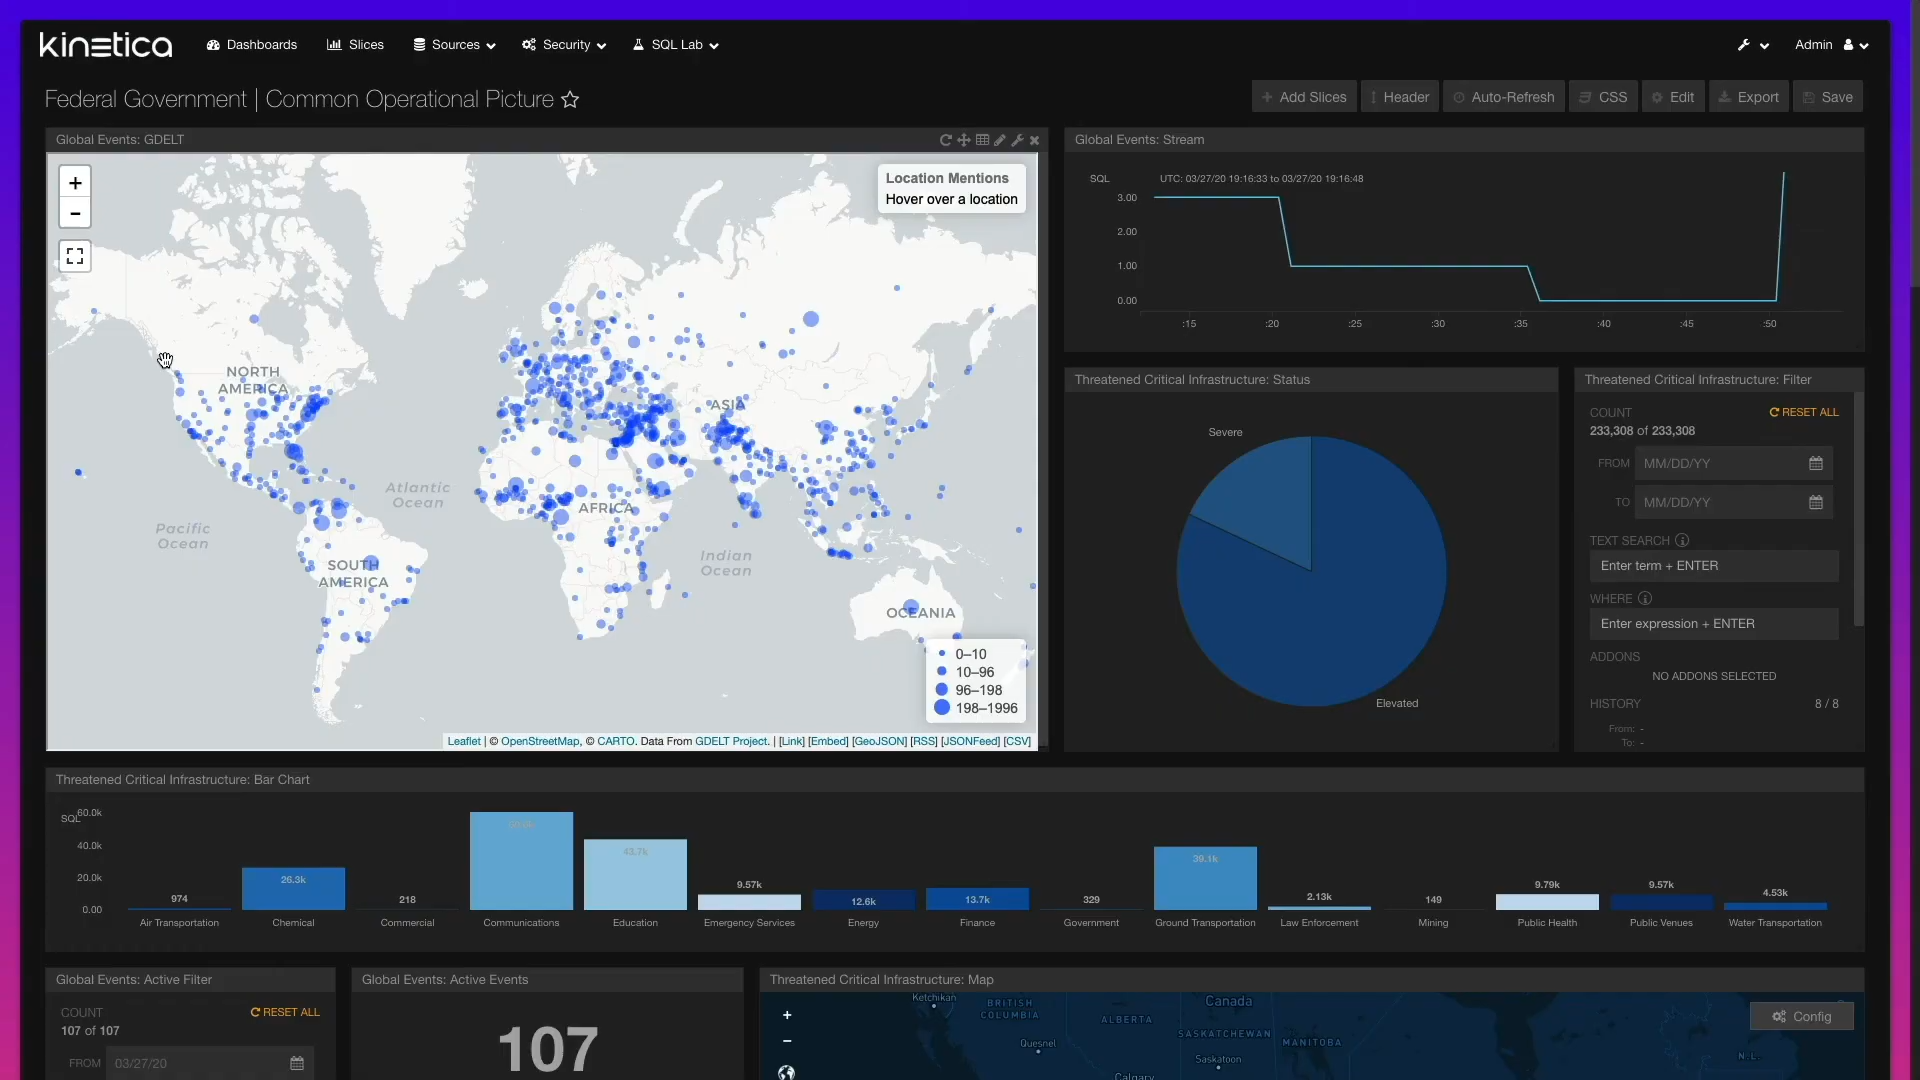 kinetica
Dashboards
Slices
Sources
Security
SQL Lab
Admin
Federal Government | Common Operational Picture
Add Slices
Header
Auto-Refresh
CSS
Edit
Export
Save
Global Events: GDELT
+
-
Location Mentions
Hover over a location
NORTH
AMERICA
ASIA
Atlantic
Ocean
AFRICA
Pacific
Ocean
Indian
Ocean
SOUTH
AMERICA
OCEANIA
0–10
10–96
96–198
198–1996
Leaflet | © OpenStreetMap, © CARTO. Data From GDELT Project. | [Link] [Embed] [GeoJSON] [RSS] [JSONFeed] [CSV]
Global Events: Stream
SQL
UTC: 03/27/20 19:16:33 to 03/27/20 19:16:48
3.00
2.00
1.00
0.00
:15
:20
:25
:30
:35
:40
:45
:50
Threatened Critical Infrastructure: Status
Severe
Elevated
Threatened Critical Infrastructure: Filter
COUNT
RESET ALL
233,308 of 233,308
FROM MM/DD/YY
TO MM/DD/YY
TEXT SEARCH
Enter term + ENTER
WHERE
Enter expression + ENTER
ADDONS
NO ADDONS SELECTED
HISTORY 8 / 8
From: -
To: -
Threatened Critical Infrastructure: Bar Chart
SQL
60.0k
40.0k
20.0k
0.00
974
26.3k
218
43.7k
9.57k
12.6k
13.7k
329
39.1k
2.13k
149
9.79k
9.57k
4.53k
Air Transportation
Chemical
Commercial
Communications
Education
Emergency Services
Energy
Finance
Government
Ground Transportation
Law Enforcement
Mining
Public Health
Public Venues
Water Transportation
Global Events: Active Filter
COUNT
RESET ALL
107 of 107
FROM 03/27/20
Global Events: Active Events
107
Threatened Critical Infrastructure: Map
+
-
Ketchikan
BRITISH
COLUMBIA
Canada
ALBERTA
SASKATCHEWAN
MANITOBA
Quesnel
Saskatoon
Calgary
N.L.
Config